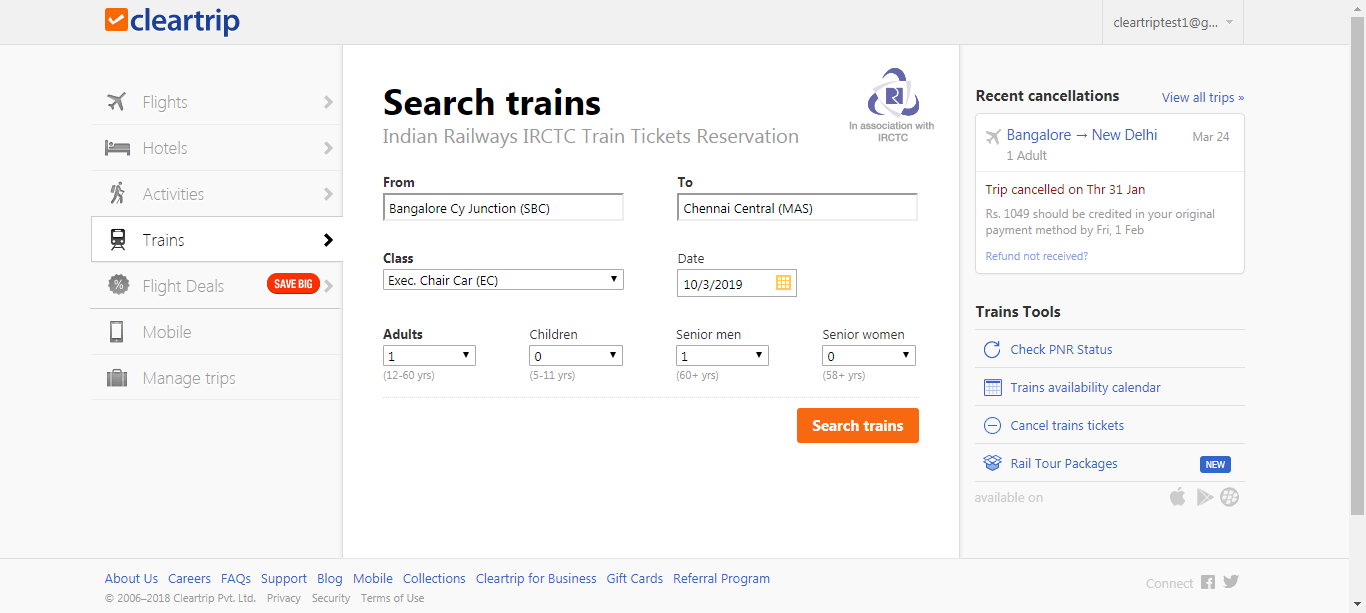 cleartrip
cleartriptest1@g...
Flights
Hotels
Activities
Trains
Flight Deals SAVE BIG
Mobile
Manage trips
Search trains
Indian Railways IRCTC Train Tickets Reservation
In association with
IRCTC
From To
Bangalore Cy Junction (SBC) Chennai Central (MAS)
Class Date
Exec. Chair Car (EC) 10/3/2019
Adults Children Senior men Senior women
1 0 1 0
(12-60 yrs) (5-11 yrs) (60+ yrs) (58+ yrs)
Search trains
Recent cancellations View all trips »
Bangalore → New Delhi Mar 24
1 Adult
Trip cancelled on Thr 31 Jan
Rs. 1049 should be credited in your original
payment method by Fri, 1 Feb
Refund not received?
Trains Tools
Check PNR Status
Trains availability calendar
Cancel trains tickets
Rail Tour Packages NEW
available on
About Us Careers FAQs Support Blog Mobile Collections Cleartrip for Business Gift Cards Referral Program
© 2006–2018 Cleartrip Pvt. Ltd. Privacy Security Terms of Use
Connect